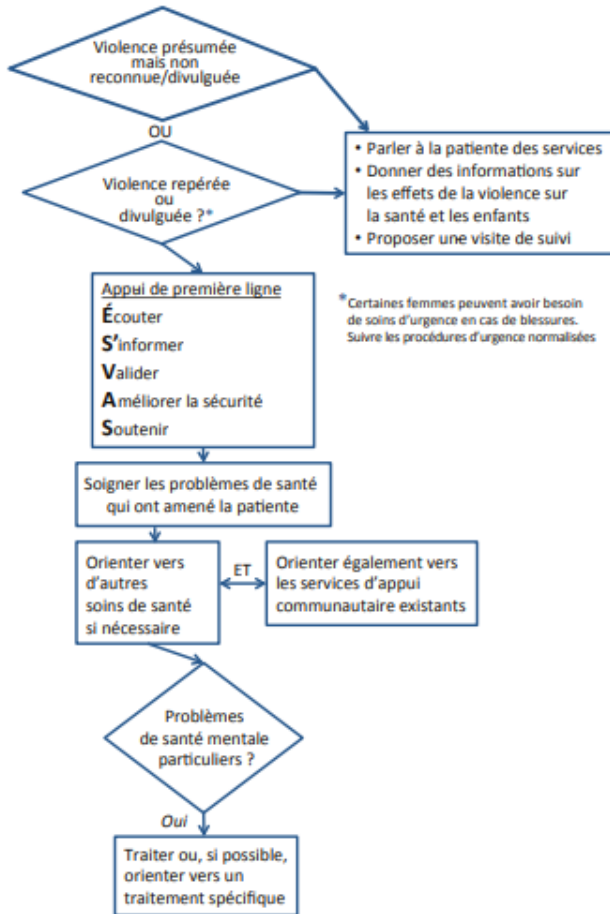 Violence présumée
mais non
reconnue/divulguée
OU
Violence repérée
ou
divulguée ?*
• Parler à la patiente des services
• Donner des informations sur
les effets de la violence sur
la santé et les enfants
• Proposer une visite de suivi
Appui de première ligne
Écouter
S'informer
Valider
Améliorer la sécurité
Soutenir
*Certaines femmes peuvent avoir besoin
de soins d'urgence en cas de blessures.
Suivre les procédures d'urgence normalisées
Soigner les problèmes de santé
qui ont amené la patiente
Orienter vers
d'autres
soins de santé
si nécessaire
ET
Orienter également vers
les services d'appui
communautaire existants
Problèmes
de santé mentale
particuliers ?
Oui
Traiter ou, si possible,
orienter vers un
traitement spécifique